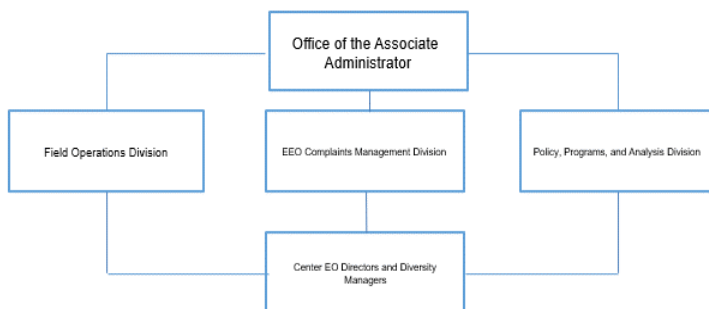 Office of the Associate
Administrator
Field Operations Division
EEO Complaints Management Division
Policy, Programs, and Analysis Division
Center EO Directors and Diversity
Managers